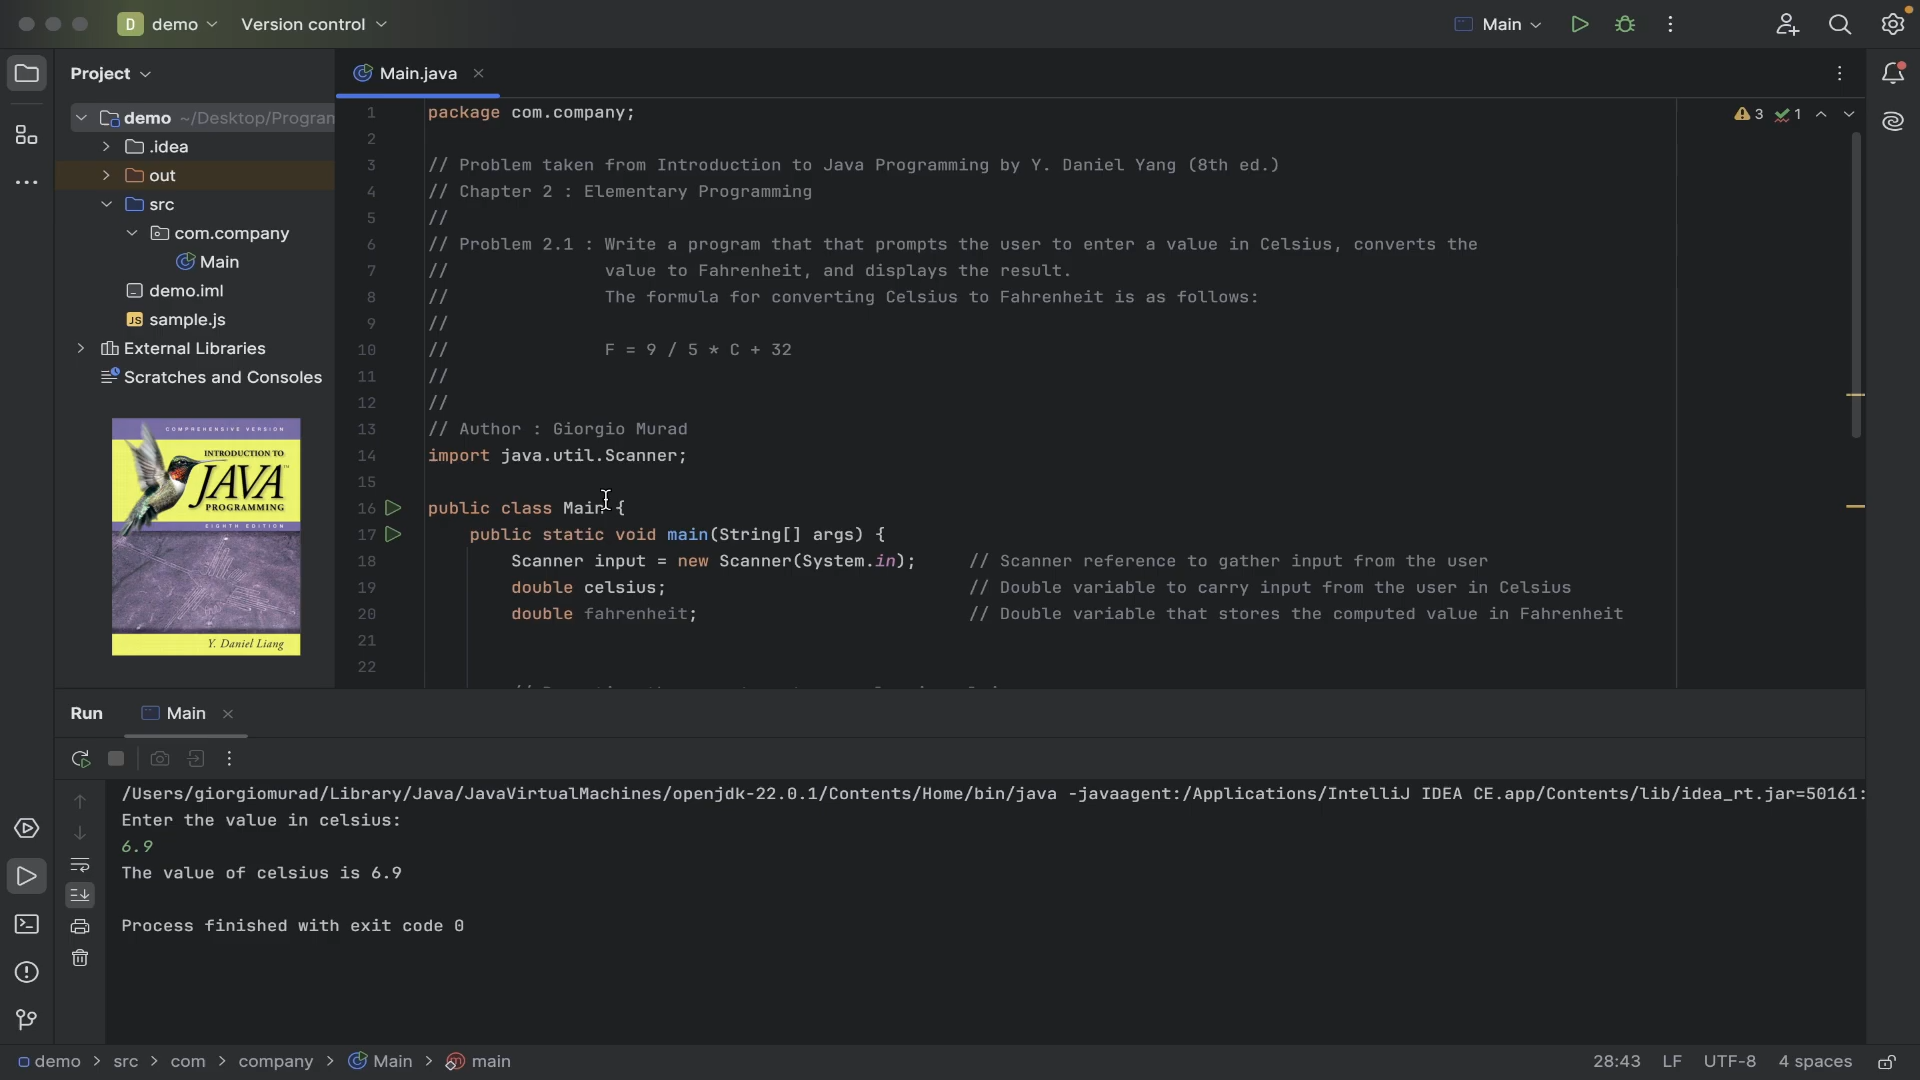 D demo Version control Main
Project
Main.java
demo ~/Desktop/Program
.idea
out
src
com.company
Main
demo.iml
JS sample.js
External Libraries
Scratches and Consoles
COMPREHENSIVE VERSION
INTRODUCTION TO
JAVA™
PROGRAMMING
EIGHTH EDITION
Y. Daniel Liang
3 1
1 package com.company;
2
3 // Problem taken from Introduction to Java Programming by Y. Daniel Yang (8th ed.)
4 // Chapter 2 : Elementary Programming
5 //
6 // Problem 2.1 : Write a program that that prompts the user to enter a value in Celsius, converts the
7 // value to Fahrenheit, and displays the result.
8 // The formula for converting Celsius to Fahrenheit is as follows:
9 //
10 // F = 9 / 5 * C + 32
11 //
12 //
13 // Author : Giorgio Murad
14 import java.util.Scanner;
15
16 public class Main {
17 public static void main(String[] args) {
18 Scanner input = new Scanner(System.in); // Scanner reference to gather input from the user
19 double celsius; // Double variable to carry input from the user in Celsius
20 double fahrenheit; // Double variable that stores the computed value in Fahrenheit
21
22
Run Main
/Users/giorgiomurad/Library/Java/JavaVirtualMachines/openjdk-22.0.1/Contents/Home/bin/java -javaagent:/Applications/IntelliJ IDEA CE.app/Contents/lib/idea_rt.jar=50161:
Enter the value in celsius:
6.9
The value of celsius is 6.9
Process finished with exit code 0
demo > src > com > company > Main > main 28:43 LF UTF-8 4 spaces